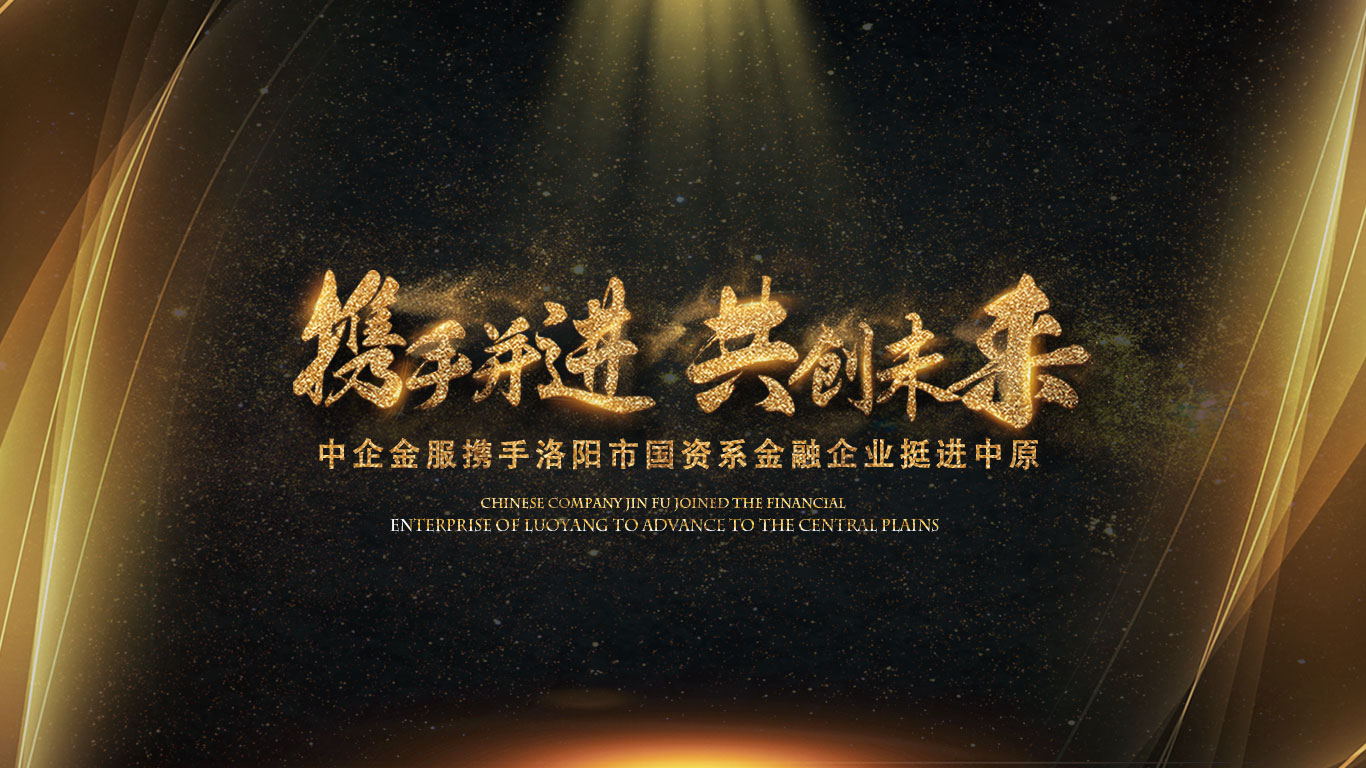 携手并进 共创未来
中企金服携手洛阳市国资系金融企业挺进中原
CHINESE COMPANY JIN FU JOINED THE FINANCIAL
ENTERPRISE OF LUOYANG TO ADVANCE TO THE CENTRAL PLAINS